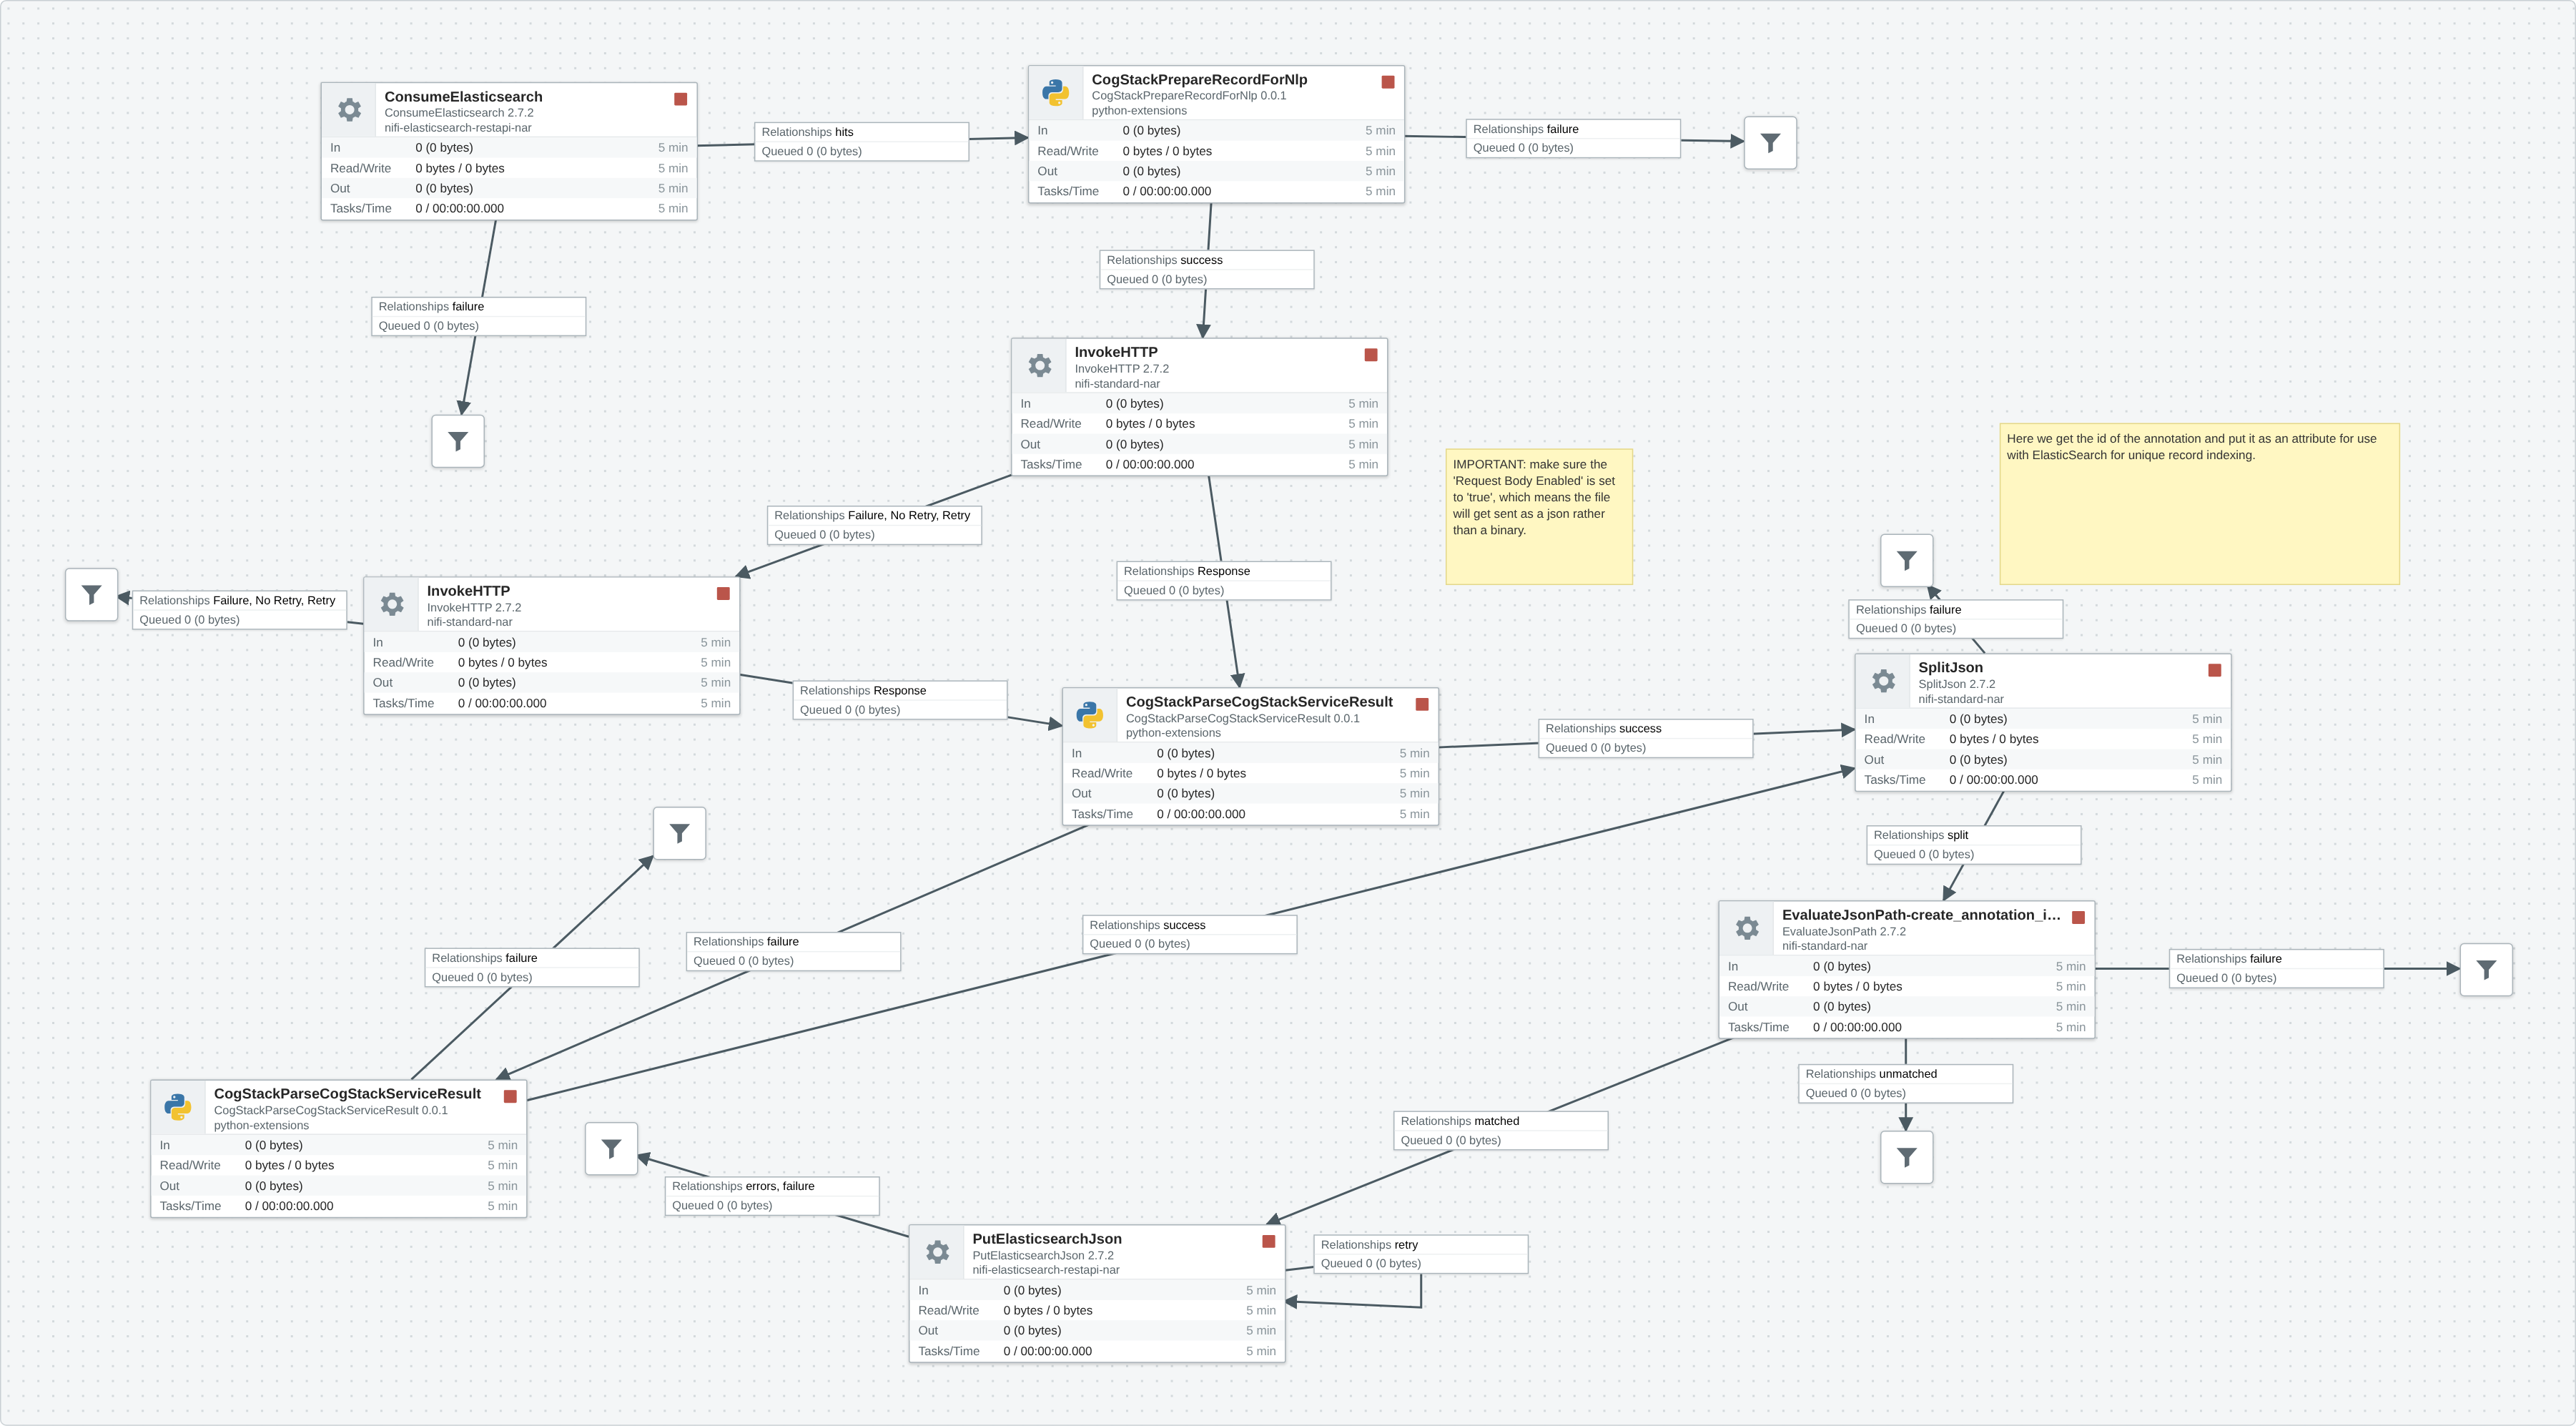 ConsumeElasticsearch
ConsumeElasticsearch 2.7.2
nifi-elasticsearch-restapi-nar
In 0 (0 bytes) 5 min
Read/Write 0 bytes / 0 bytes 5 min
Out 0 (0 bytes) 5 min
Tasks/Time 0 / 00:00:00.000 5 min
Relationships hits
Queued 0 (0 bytes)
CogStackPrepareRecordForNlp
CogStackPrepareRecordForNlp 0.0.1
python-extensions
In 0 (0 bytes) 5 min
Read/Write 0 bytes / 0 bytes 5 min
Out 0 (0 bytes) 5 min
Tasks/Time 0 / 00:00:00.000 5 min
Relationships failure
Queued 0 (0 bytes)
Relationships success
Queued 0 (0 bytes)
Relationships failure
Queued 0 (0 bytes)
InvokeHTTP
InvokeHTTP 2.7.2
nifi-standard-nar
In 0 (0 bytes) 5 min
Read/Write 0 bytes / 0 bytes 5 min
Out 0 (0 bytes) 5 min
Tasks/Time 0 / 00:00:00.000 5 min
IMPORTANT: make sure the
'Request Body Enabled' is set
to 'true', which means the file
will get sent as a json rather
than a binary.
Here we get the id of the annotation and put it as an attribute for use
with ElasticSearch for unique record indexing.
Relationships Failure, No Retry, Retry
Queued 0 (0 bytes)
Relationships Response
Queued 0 (0 bytes)
Relationships Failure, No Retry, Retry
Queued 0 (0 bytes)
InvokeHTTP
InvokeHTTP 2.7.2
nifi-standard-nar
In 0 (0 bytes) 5 min
Read/Write 0 bytes / 0 bytes 5 min
Out 0 (0 bytes) 5 min
Tasks/Time 0 / 00:00:00.000 5 min
Relationships failure
Queued 0 (0 bytes)
Relationships Response
Queued 0 (0 bytes)
CogStackParseCogStackServiceResult
CogStackParseCogStackServiceResult 0.0.1
python-extensions
In 0 (0 bytes) 5 min
Read/Write 0 bytes / 0 bytes 5 min
Out 0 (0 bytes) 5 min
Tasks/Time 0 / 00:00:00.000 5 min
Relationships success
Queued 0 (0 bytes)
SplitJson
SplitJson 2.7.2
nifi-standard-nar
In 0 (0 bytes) 5 min
Read/Write 0 bytes / 0 bytes 5 min
Out 0 (0 bytes) 5 min
Tasks/Time 0 / 00:00:00.000 5 min
Relationships split
Queued 0 (0 bytes)
Relationships failure
Queued 0 (0 bytes)
Relationships failure
Queued 0 (0 bytes)
Relationships success
Queued 0 (0 bytes)
EvaluateJsonPath-create_annotation_i...
EvaluateJsonPath 2.7.2
nifi-standard-nar
In 0 (0 bytes) 5 min
Read/Write 0 bytes / 0 bytes 5 min
Out 0 (0 bytes) 5 min
Tasks/Time 0 / 00:00:00.000 5 min
Relationships failure
Queued 0 (0 bytes)
Relationships unmatched
Queued 0 (0 bytes)
CogStackParseCogStackServiceResult
CogStackParseCogStackServiceResult 0.0.1
python-extensions
In 0 (0 bytes) 5 min
Read/Write 0 bytes / 0 bytes 5 min
Out 0 (0 bytes) 5 min
Tasks/Time 0 / 00:00:00.000 5 min
Relationships matched
Queued 0 (0 bytes)
Relationships errors, failure
Queued 0 (0 bytes)
PutElasticsearchJson
PutElasticsearchJson 2.7.2
nifi-elasticsearch-restapi-nar
In 0 (0 bytes) 5 min
Read/Write 0 bytes / 0 bytes 5 min
Out 0 (0 bytes) 5 min
Tasks/Time 0 / 00:00:00.000 5 min
Relationships retry
Queued 0 (0 bytes)